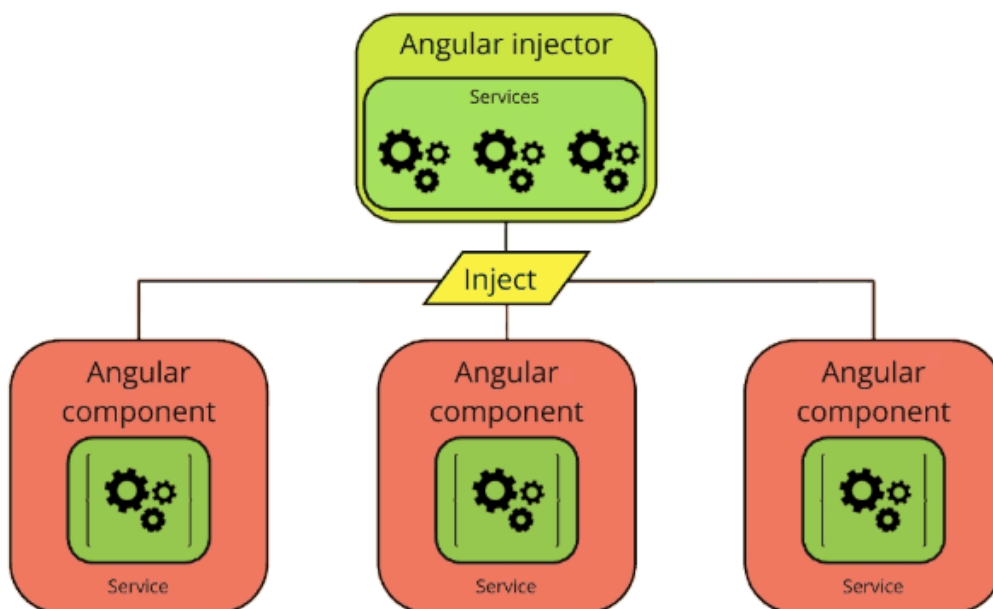 Angular injector
Services
Inject
Angular
component
Service
Angular
component
Service
Angular
component
Service